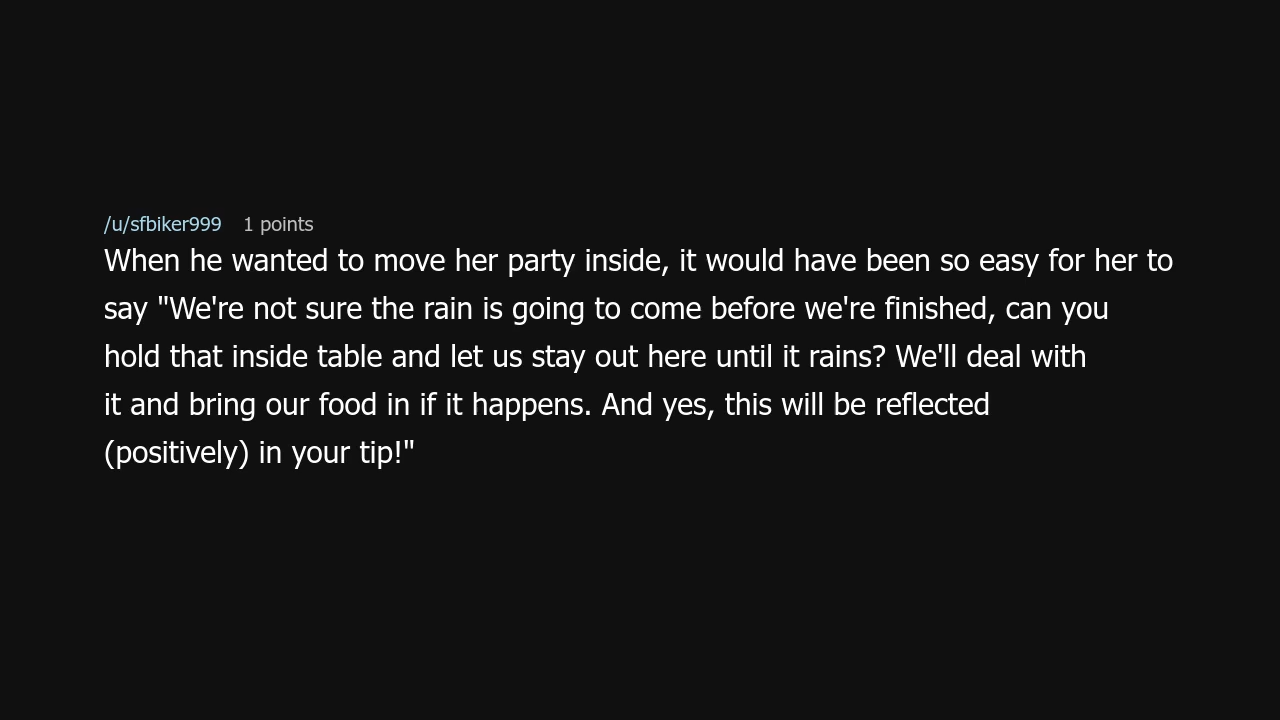 /u/sfbiker999 1 points
When he wanted to move her party inside, it would have been so easy for her to
say "We're not sure the rain is going to come before we're finished, can you
hold that inside table and let us stay out here until it rains? We'll deal with
it and bring our food in if it happens. And yes, this will be reflected
(positively) in your tip!"